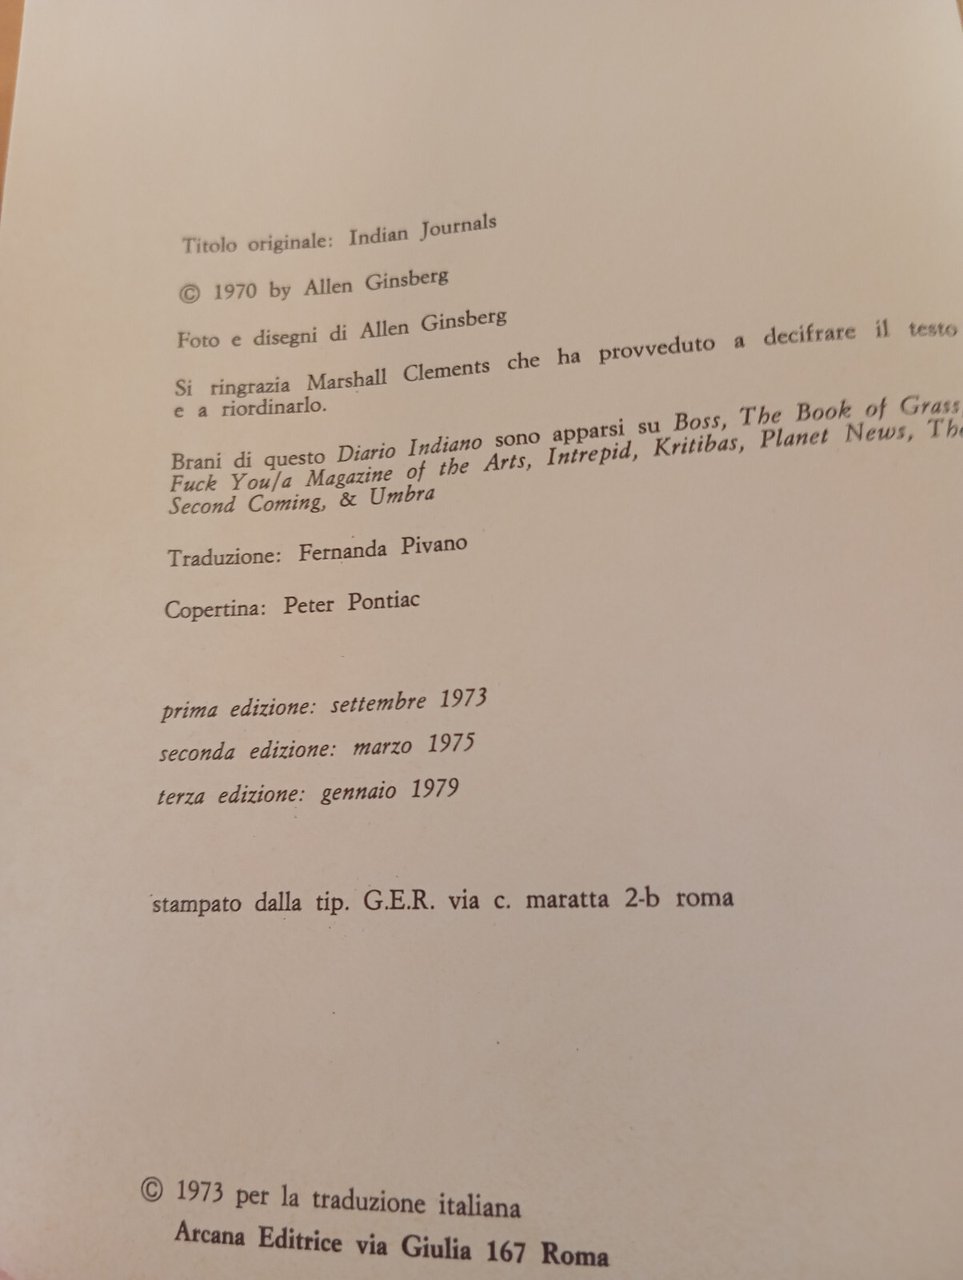 Titolo originale: Indian Journals
© 1970 by Allen Ginsberg
Foto e disegni di Allen Ginsberg
Si ringrazia Marshall Clements che ha provveduto a decifrare il testo
e a riordinarlo.
Brani di questo Diario Indiano sono apparsi su Boss, The Book of Grass,
Fuck You/a Magazine of the Arts, Intrepid, Kritibas, Planet News, The
Second Coming, & Umbra
Traduzione: Fernanda Pivano
Copertina: Peter Pontiac
prima edizione: settembre 1973
seconda edizione: marzo 1975
terza edizione: gennaio 1979
stampato dalla tip. G.E.R. via c. maratta 2-b roma
© 1973 per la traduzione italiana
Arcana Editrice via Giulia 167 Roma